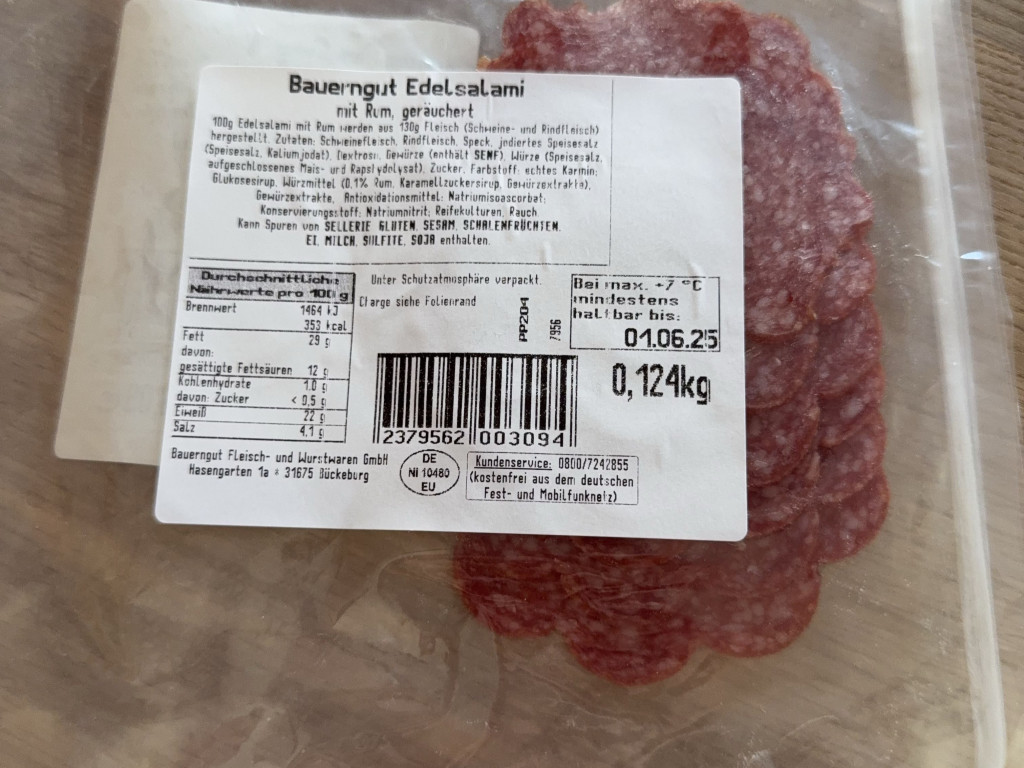 Bauerngut Edelsalami
mit Rum, geräuchert
100g Edelsalami mit Rum werden aus 130g Fleisch (Schweine- und Rindfleisch)
hergestellt. Zutaten: Schweinefleisch, Rindfleisch, Speck, jodiertes Speisesalz
(Speisesalz, Kaliumjodat), Dextrose, Gewürze (enthält SENF), Würze (Speisesalz,
aufgeschlossenes Mais- und Rapshydolysat), Zucker, Farbstoff: echtes Karmin;
Glukosesirup, Würzmittel (0,1% Rum, Karamellzuckersirup, Gewürzextrakte),
Gewürzextrakte, Antioxidationsmittel: Natriumisoascorbat;
Konservierungsstoff: Natriumnitrit; Reifekulturen, Rauch
Kann Spuren von SELLERIE GLUTEN, SESAM, SCHALENFRÜCHTEN,
EI, MILCH, SULFITE, SOJA enthalten.
Durchschnittliche
Nährwerte pro 100 g
Brennwert 1464 kJ
353 kcal
Fett 29 g
davon:
gesättigte Fettsäuren 12 g
Kohlenhydrate 1.0 g
davon: Zucker < 0,5 g
Eiweiß 22 g
Salz 4.1 g
Unter Schutzatmosphäre verpackt.
Charge siehe Folienrand
PP204
7956
Bei max. +7 °C
mindestens
haltbar bis:
01.06.25
0,124kg
2379562 003094
Bauerngut Fleisch- und Wurstwaren GmbH
Hasengarten 1a * 31675 Bückeburg
DE
NI 10480
EU
Kundenservice: 0800/7242855
(kostenfrei aus dem deutschen
Fest- und Mobilfunknetz)